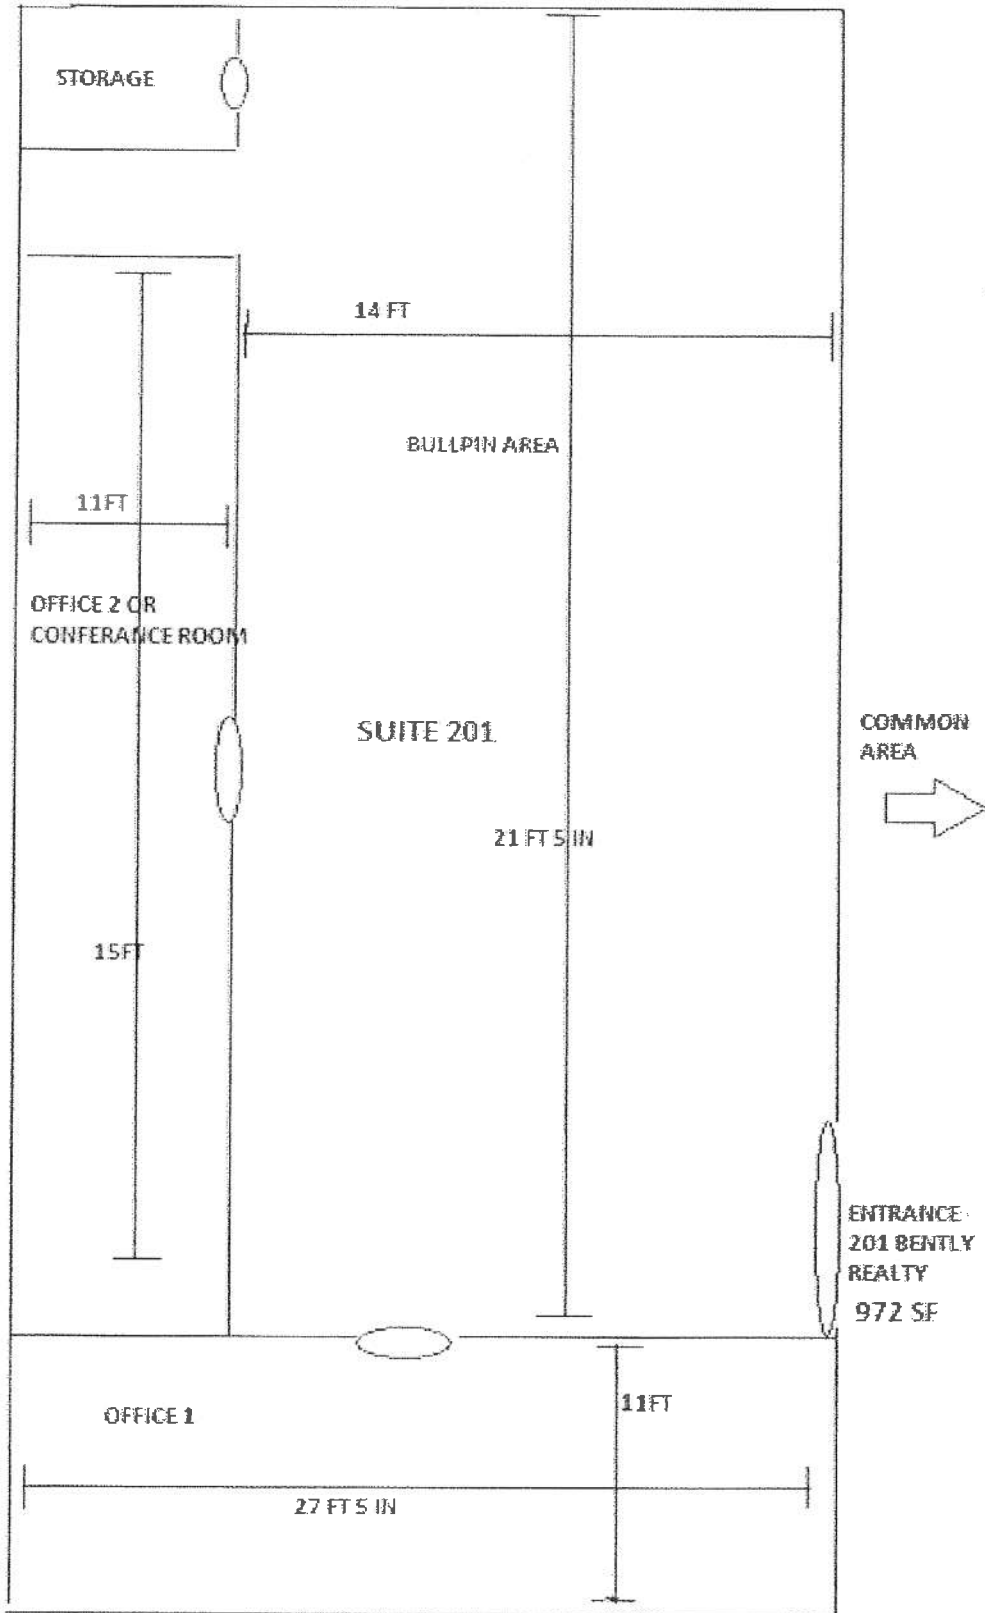 STORAGE
14 FT
BULLPIN AREA
11FT
OFFICE 2 OR
CONFERANCE ROOM
SUITE 201
COMMON
AREA
21 FT 5 IN
15FT
ENTRANCE
201 BENTLY
REALTY
972 SF
OFFICE 1
11FT
27 FT 5 IN